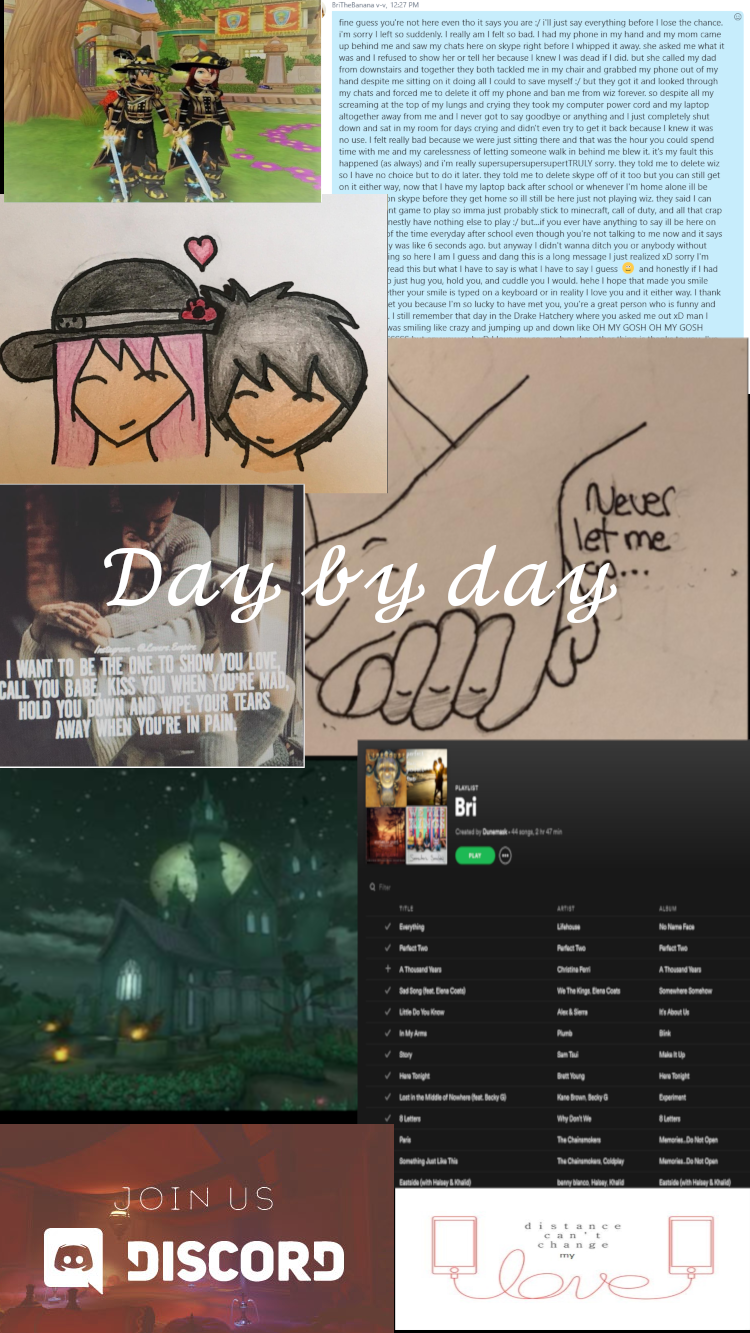 BriTheBanana v-v, 12:27 PM
fine guess you're not here even tho it says you are :/ i'll just say everything before I lose the chance.
i'm sorry I left so suddenly. I really am I felt so bad. I had my phone in my hand and my mom came
up behind me and saw my chats here on skype right before I whipped it away. she asked me what it
was and I refused to show her or tell her because I knew I was dead if I did. but she called my dad
from downstairs and together they both tackled me in my chair and grabbed my phone out of my
hand despite me sitting on it doing all I could to save myself :/ but they got it and looked through
my chats and forced me to delete it off my phone and ban me from wiz forever. so despite all my
screaming at the top of my lungs and crying they took my computer power cord and my laptop
altogether away from me and I never got to say goodbye or anything and I just completely shut
down and sat in my room for days crying and didn't even try to get it back because I knew it was
no use. I felt really bad because we were just sitting there and that was the hour you could spend
time with me and my carelessness of letting someone walk in behind me blew it. it's my fault this
happened (as always) and i'm really supersupersupersupertTRULY sorry. they told me to delete wiz
so I have no choice but to do it later. they told me to delete skype off of it too but you can still get
on it either way, now that I have my laptop back after school or whenever I'm home alone ill be
on skype before they get home so ill still be here just not playing wiz. they said I can
nt game to play so imma just probably stick to minecraft, call of duty, and all that crap
nestly have nothing else to play :/ but...if you ever have anything to say ill be here on
of the time everyday after school even though you're not talking to me now and it says
y was like 6 seconds ago. but anyway I didn't wanna ditch you or anybody without
ing so here I am I guess and dang this is a long message I just realized xD sorry I'm
read this but what I have to say is what I have to say I guess 😊 and honestly if I had
o just hug you, hold you, and cuddle you I would. hehe I hope that made you smile
ther your smile is typed on a keyboard or in reality I love you and it either way. I thank
et you because I'm so lucky to have met you, you're a great person who is funny and
. I still remember that day in the Drake Hatchery where you asked me out xD man I
was smiling like crazy and jumping up and down like OH MY GOSH OH MY GOSH
Never
let me
go...
Day by day
Instagram - @Lovers.Empire
I WANT TO BE THE ONE TO SHOW YOU LOVE,
CALL YOU BABE, KISS YOU WHEN YOU'RE MAD,
HOLD YOU DOWN AND WIPE YOUR TEARS
AWAY WHEN YOU'RE IN PAIN.
PLAYLIST
Bri
Created by Dunemask • 44 songs, 2 hr 47 min
PLAY
Filter
TITLE ARTIST ALBUM
Everything Lifehouse No Name Face
Perfect Two Perfect Two Perfect Two
A Thousand Years Christina Perri A Thousand Years
Sad Song (feat. Elena Coats) We The Kings, Elena Coats Somewhere Somehow
Little Do You Know Alex & Sierra It's About Us
In My Arms Plumb Blink
Story Sam Tsui Make It Up
Here Tonight Brett Young Here Tonight
Lost in the Middle of Nowhere (feat. Becky G) Kane Brown, Becky G Experiment
8 Letters Why Don't We 8 Letters
Paris The Chainsmokers Memories...Do Not Open
Something Just Like This The Chainsmokers, Coldplay Memories...Do Not Open
Eastside (with Halsey & Khalid) benny blanco, Halsey, Khalid Eastside (with Halsey & Khalid)
JOIN US
DISCORD
distance
can't
change
my
love